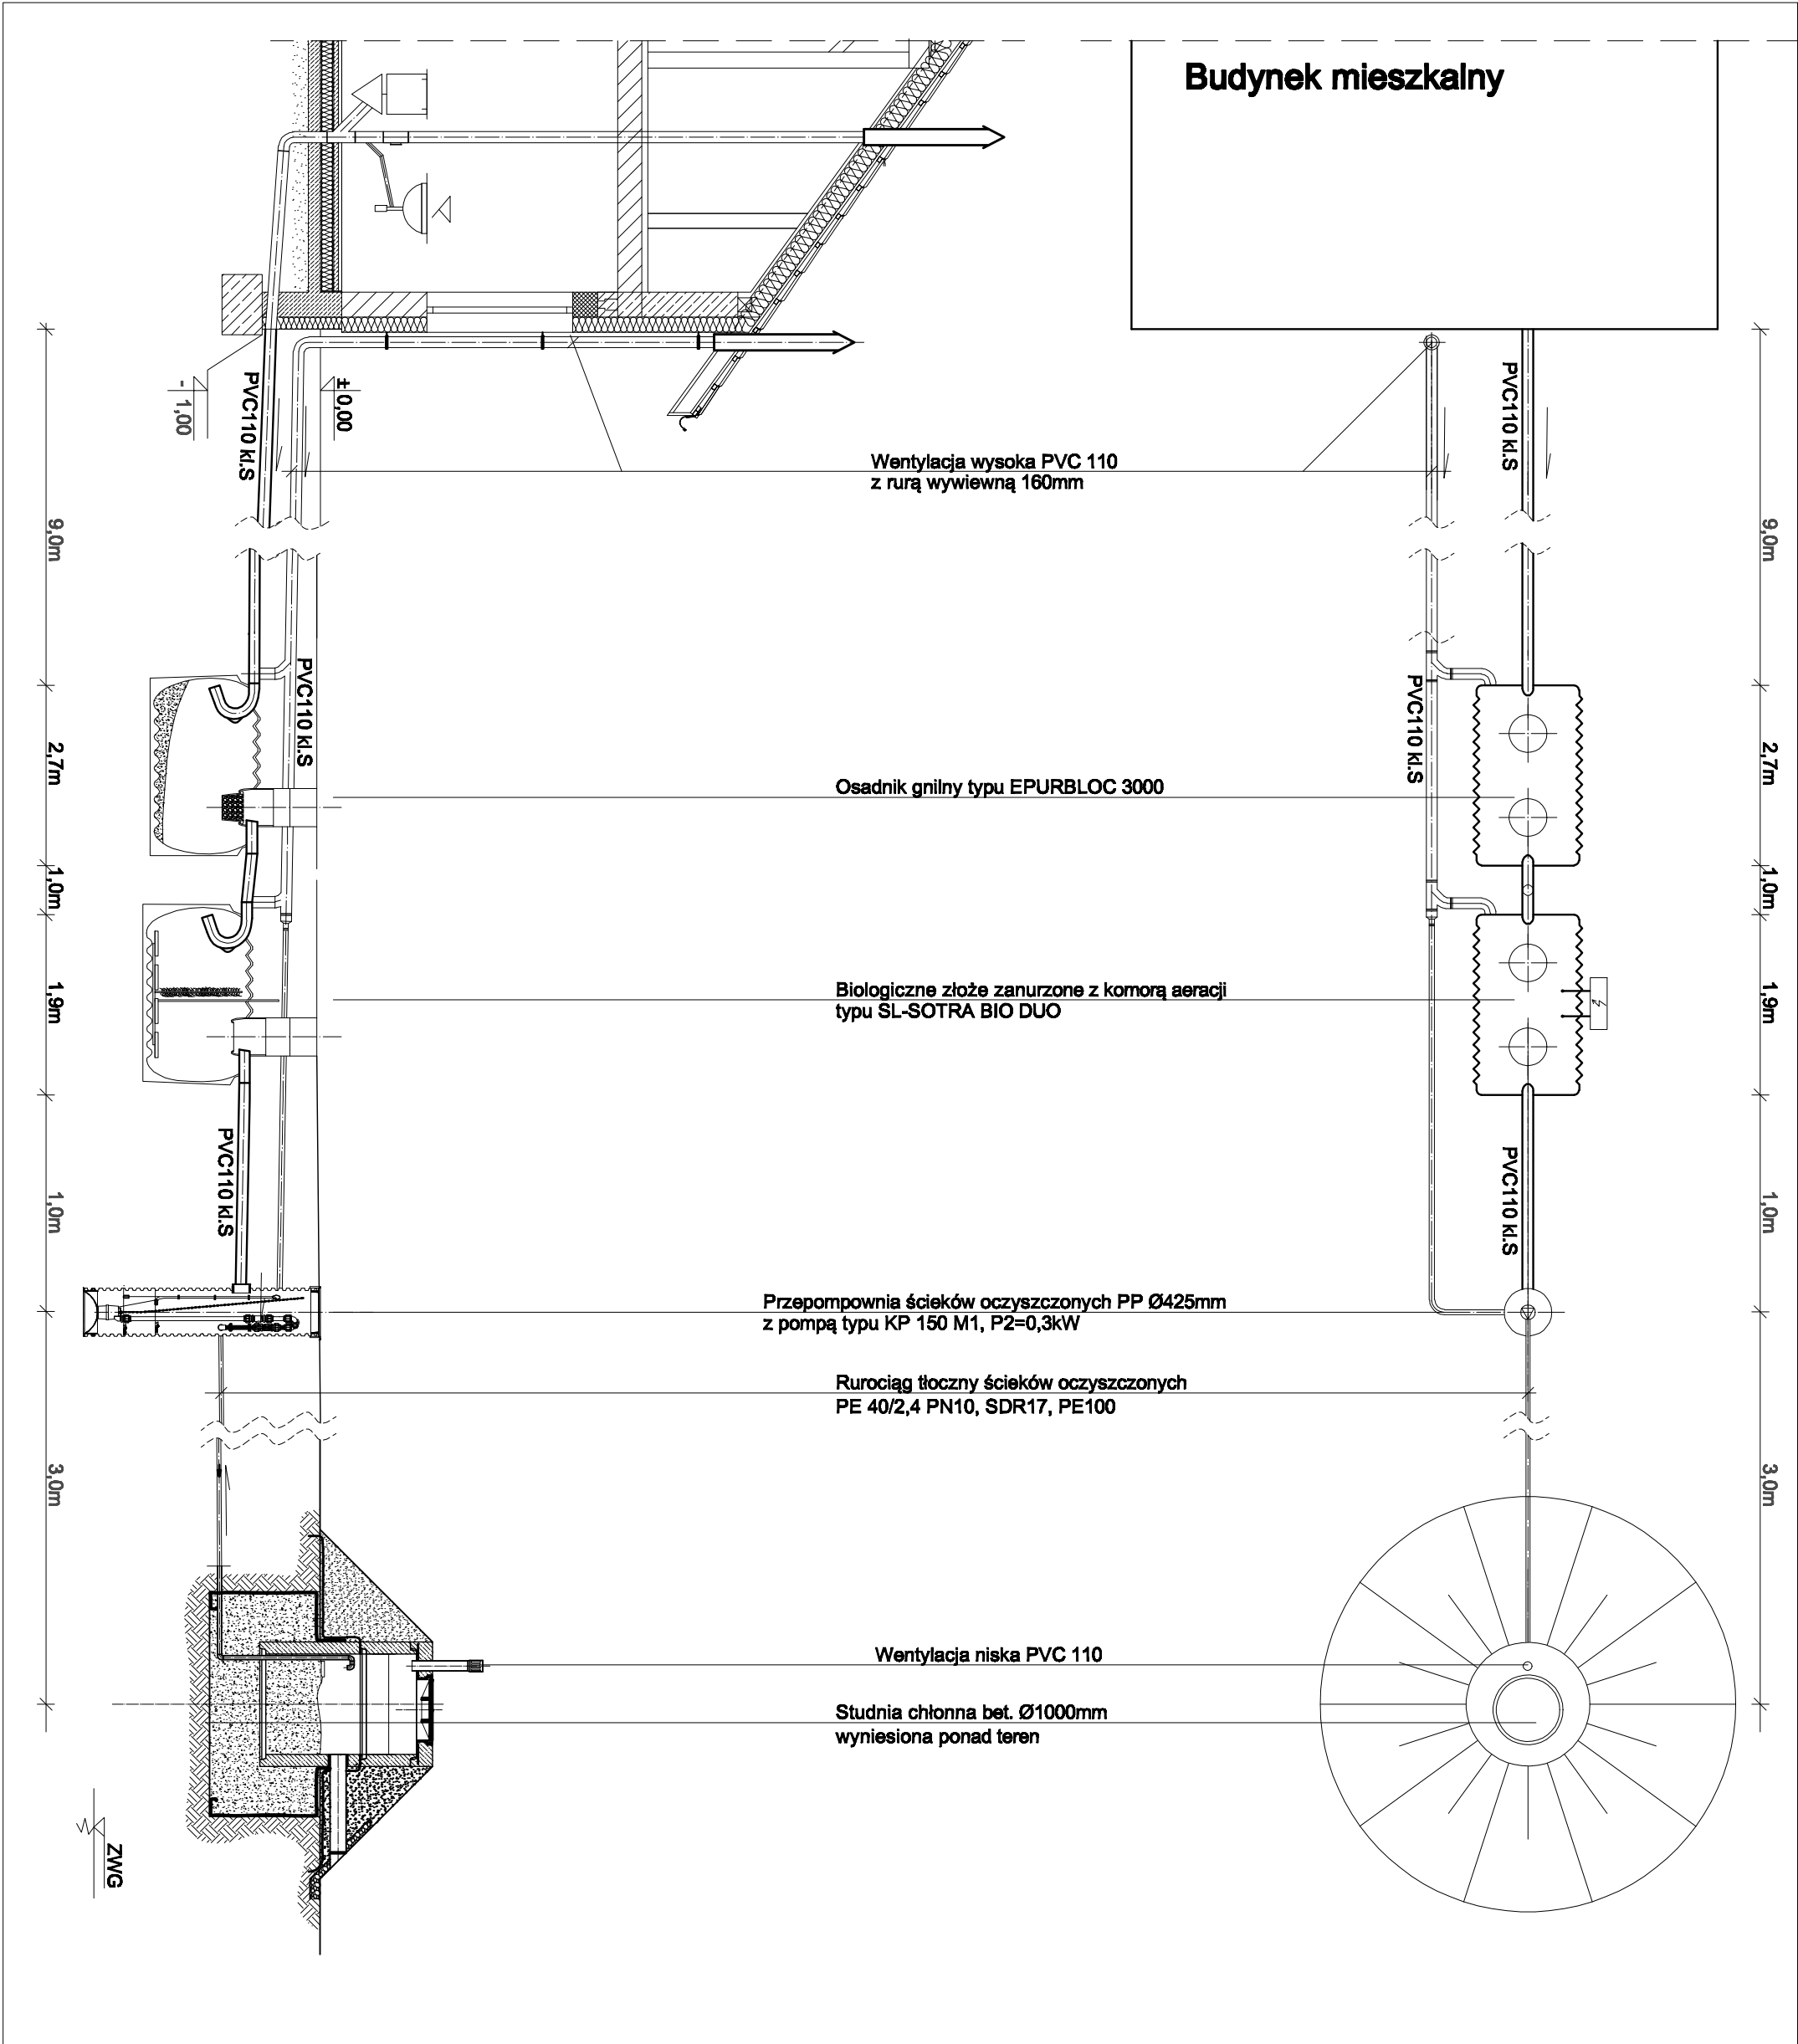 Budynek mieszkalny
± 0,00
- 1,00
PVC110 kl.S
PVC110 kl.S
Wentylacja wysoka PVC 110
z rurą wywiewną 160mm
9,0m
9,0m
PVC110 kl.S
PVC110 kl.S
2,7m
2,7m
Osadnik gnilny typu EPURBLOC 3000
1,0m
1,0m
1,9m
1,9m
Biologiczne złoże zanurzone z komorą aeracji
typu SL-SOTRA BIO DUO
PVC110 kl.S
PVC110 kl.S
1,0m
1,0m
Przepompownia ścieków oczyszczonych PP Ø425mm
z pompą typu KP 150 M1, P2=0,3kW
Rurociąg tłoczny ścieków oczyszczonych
PE 40/2,4 PN10, SDR17, PE100
3,0m
3,0m
Wentylacja niska PVC 110
Studnia chłonna bet. Ø1000mm
wyniesiona ponad teren
ZWG